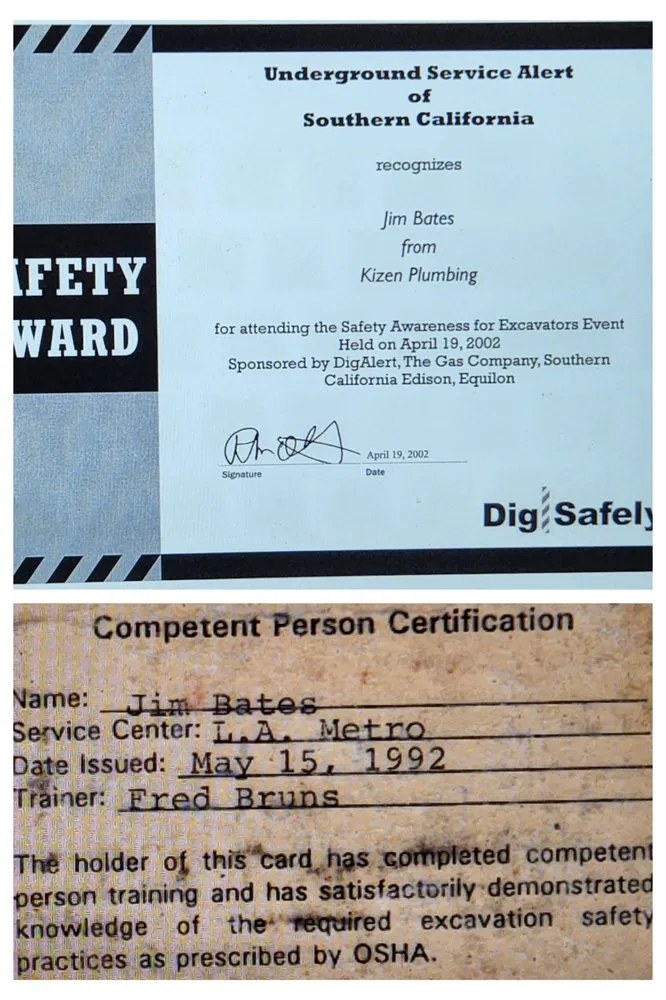 Underground Service Alert
of
Southern California
recognizes
Jim Bates
from
Kizen Plumbing
AFETY
WARD
for attending the Safety Awareness for Excavators Event
Held on April 19, 2002
Sponsored by DigAlert, The Gas Company, Southern
California Edison, Equilon
April 19, 2002
Signature
Date
Dig Safely
Competent Person Certification
Name: Jim Bates
Service Center: L.A. Metro
Date Issued: May 15, 1992
Trainer: Fred Bruns
The holder of this card has completed competent
person training and has satisfactorily demonstrated
knowledge of the required excavation safety
practices as prescribed by OSHA.